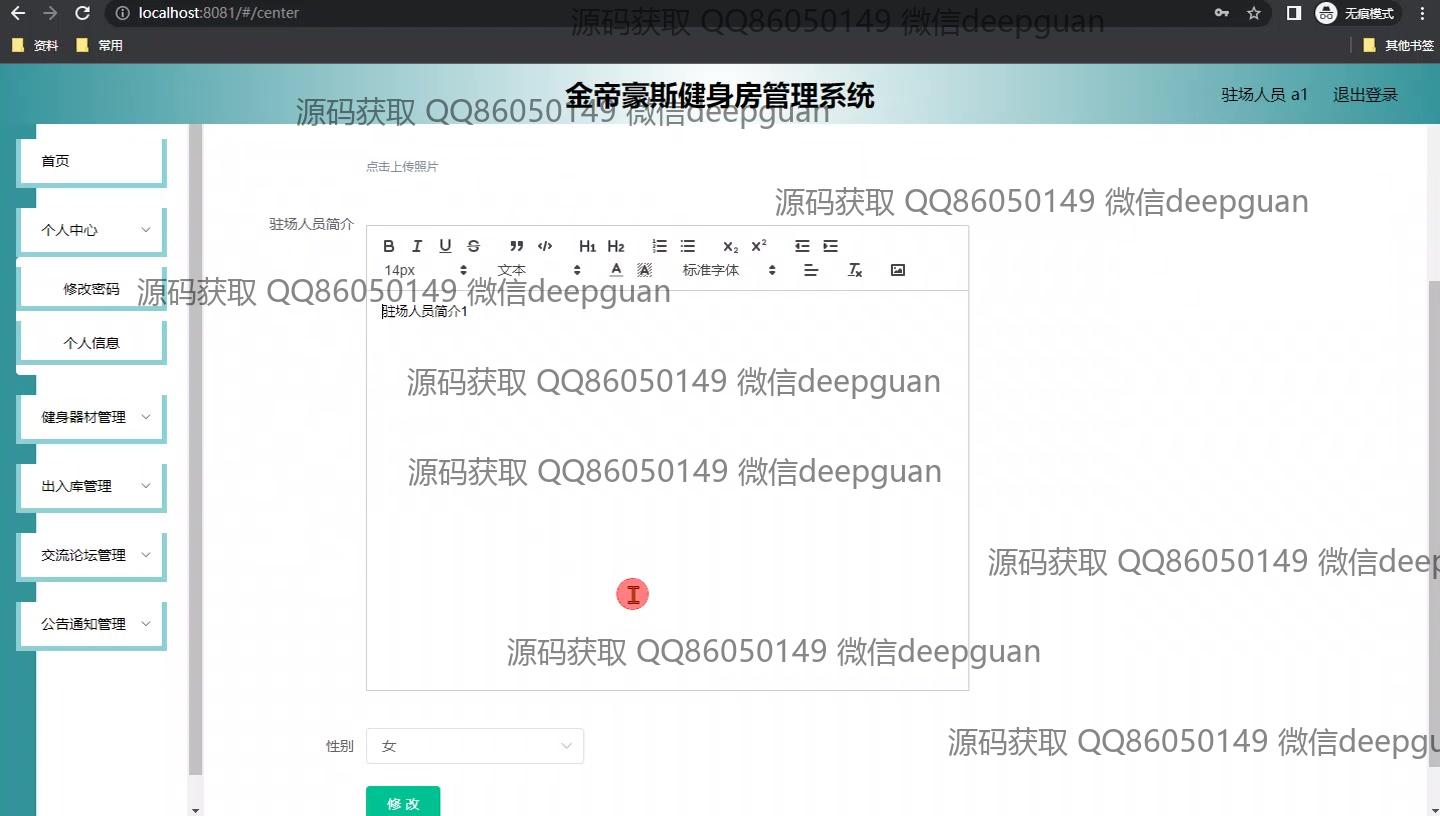 localhost:8081/#/center
无痕模式
资料
常用
其他书签
源码获取 QQ86050149 微信deepguan
金帝豪斯健身房管理系统
驻场人员 a1
退出登录
源码获取 QQ86050149 微信deepguan
首页
个人中心
修改密码
个人信息
健身器材管理
出入库管理
交流论坛管理
公告通知管理
点击上传照片
源码获取 QQ86050149 微信deepguan
驻场人员简介
B I U S H1 H2 X₂ X²
14px 文本 A A 标准字体
源码获取 QQ86050149 微信deepguan
驻场人员简介1
源码获取 QQ86050149 微信deepguan
源码获取 QQ86050149 微信deepguan
源码获取 QQ86050149 微信deep
源码获取 QQ86050149 微信deepguan
性别
女
源码获取 QQ86050149 微信deepgu
修改